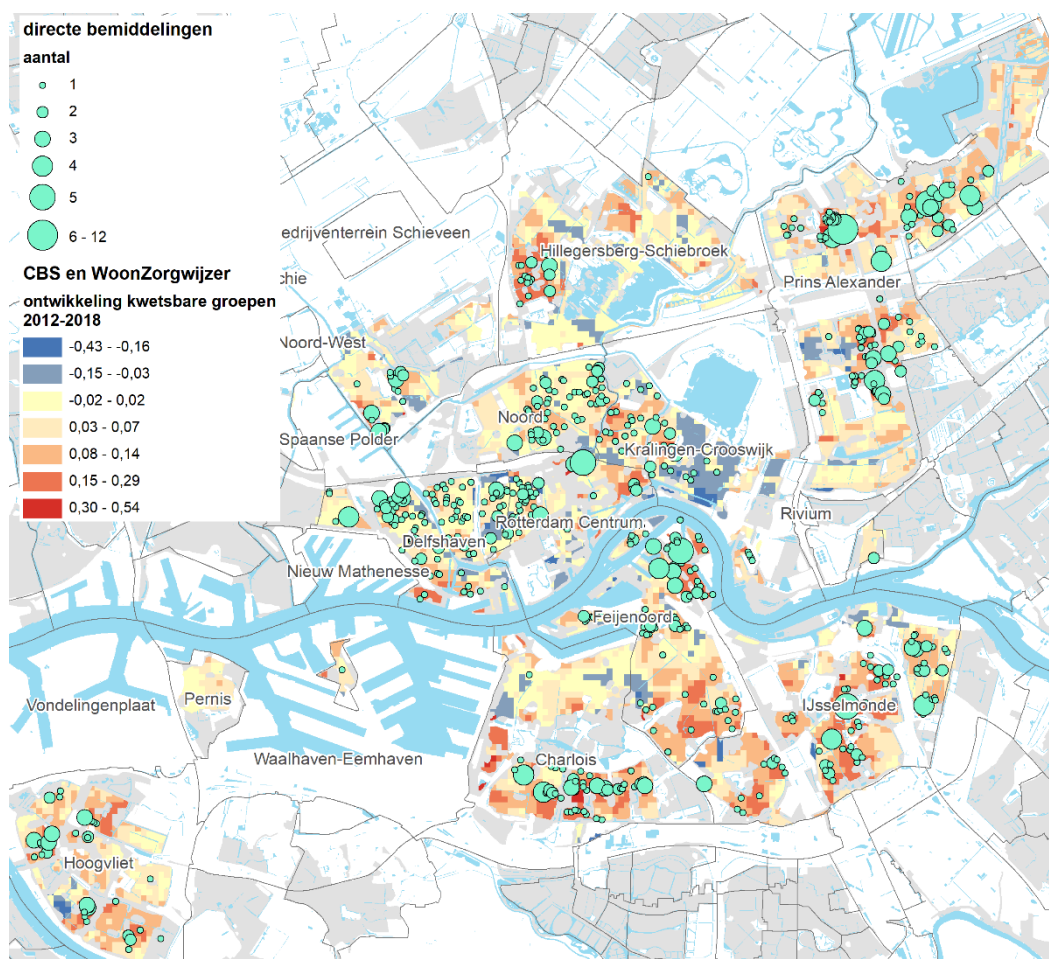 directe bemiddelingen
aantal
1
2
3
4
5
6 - 12
CBS en WoonZorgwijzer
ontwikkeling kwetsbare groepen
2012-2018
-0,43 - -0,16
-0,15 - -0,03
-0,02 - 0,02
0,03 - 0,07
0,08 - 0,14
0,15 - 0,29
0,30 - 0,54
edrijventerrein Schieveen
Hillegersberg-Schiebroek
chie
Prins Alexander
Noord-West
Noord
Spaanse Polder
Kralingen-Crooswijk
Rotterdam Centrum
Rivium
Delfshaven
Nieuw Mathenesse
Feijenoord
Pernis
Vondelingenplaat
IJsselmonde
Waalhaven-Eemhaven
Charlois
Hoogvliet